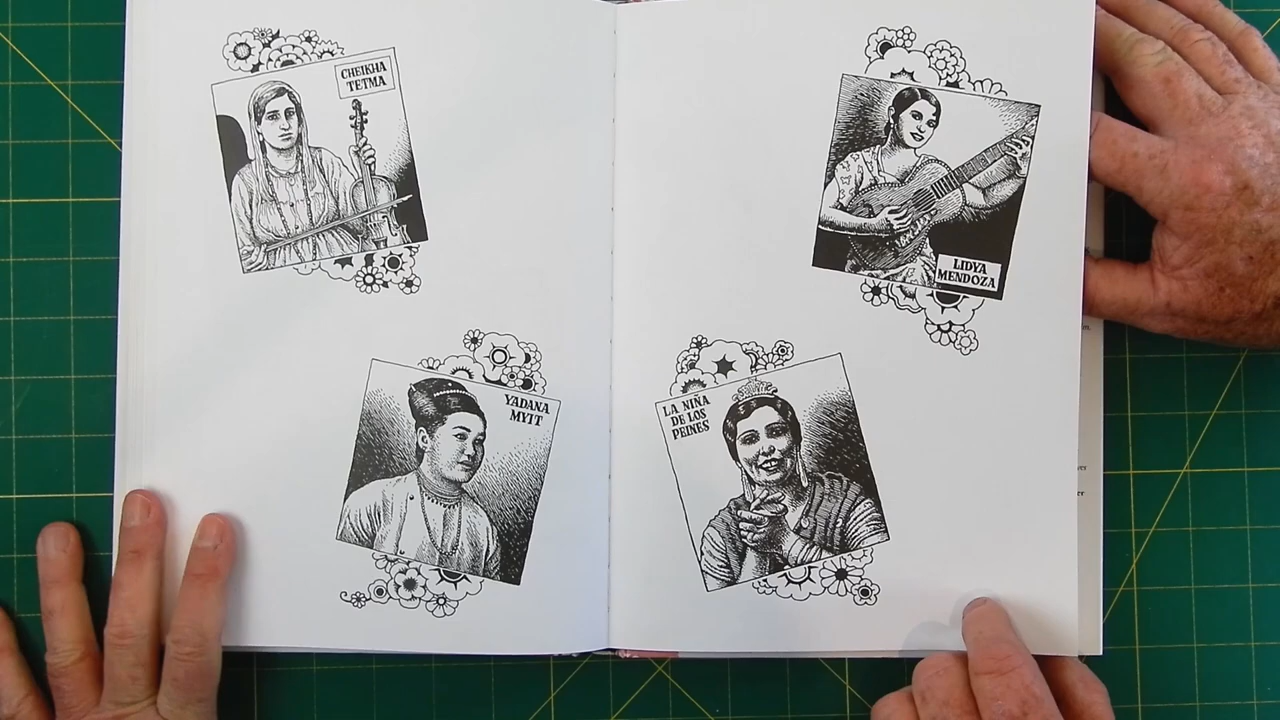 CHEIKHA
TETMA
LIDYA
MENDOZA
YADANA
MYIT
LA NIÑA
DE LOS
PEINES